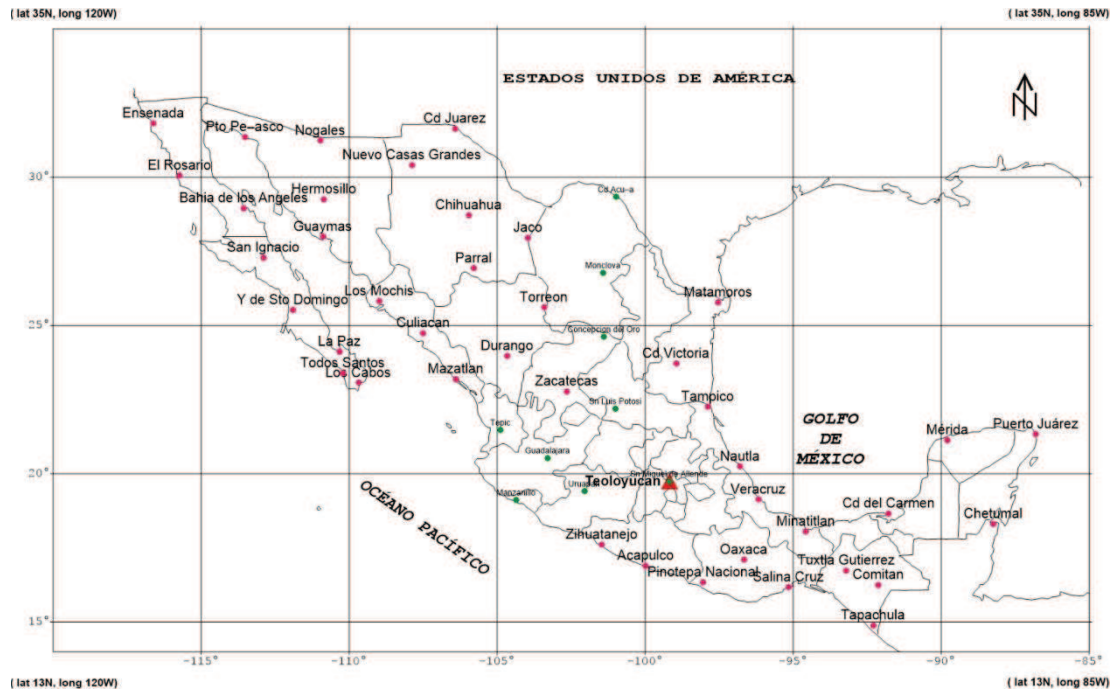 ( lat 35N, long 120W)
( lat 35N, long 85W)
ESTADOS UNIDOS DE AMÉRICA
N
Ensenada
Pto Pe–asco
Nogales
Cd Juarez
Nuevo Casas Grandes
El Rosario
30°
Bahia de los Angeles
Hermosillo
Cd.Acu–a
Chihuahua
Guaymas
Jaco
San Ignacio
Parral
Monclova
Y de Sto Domingo
Los Mochis
Torreon
Matamoros
25°
Culiacan
Concepcion del Oro
La Paz
Durango
Cd Victoria
Todos Santos
Los Cabos
Mazatlan
Zacatecas
Sn Luis Potosi
Tampico
GOLFO
DE
MÉXICO
Tepic
Mérida
Puerto Juárez
Guadalajara
Nautla
20°
Sn Miguel de Allende
Teoloyucan
Uruapan
Manzanillo
Veracruz
Cd del Carmen
Chetumal
OCÉANO PACÍFICO
Zihuatanejo
Minatitlan
Acapulco
Oaxaca
Tuxtla Gutierrez
Pinotepa Nacional
Salina Cruz
Comitan
15°
Tapachula
−115°
−110°
−105°
−100°
−95°
−90°
−85°
( lat 13N, long 120W)
( lat 13N, long 85W)